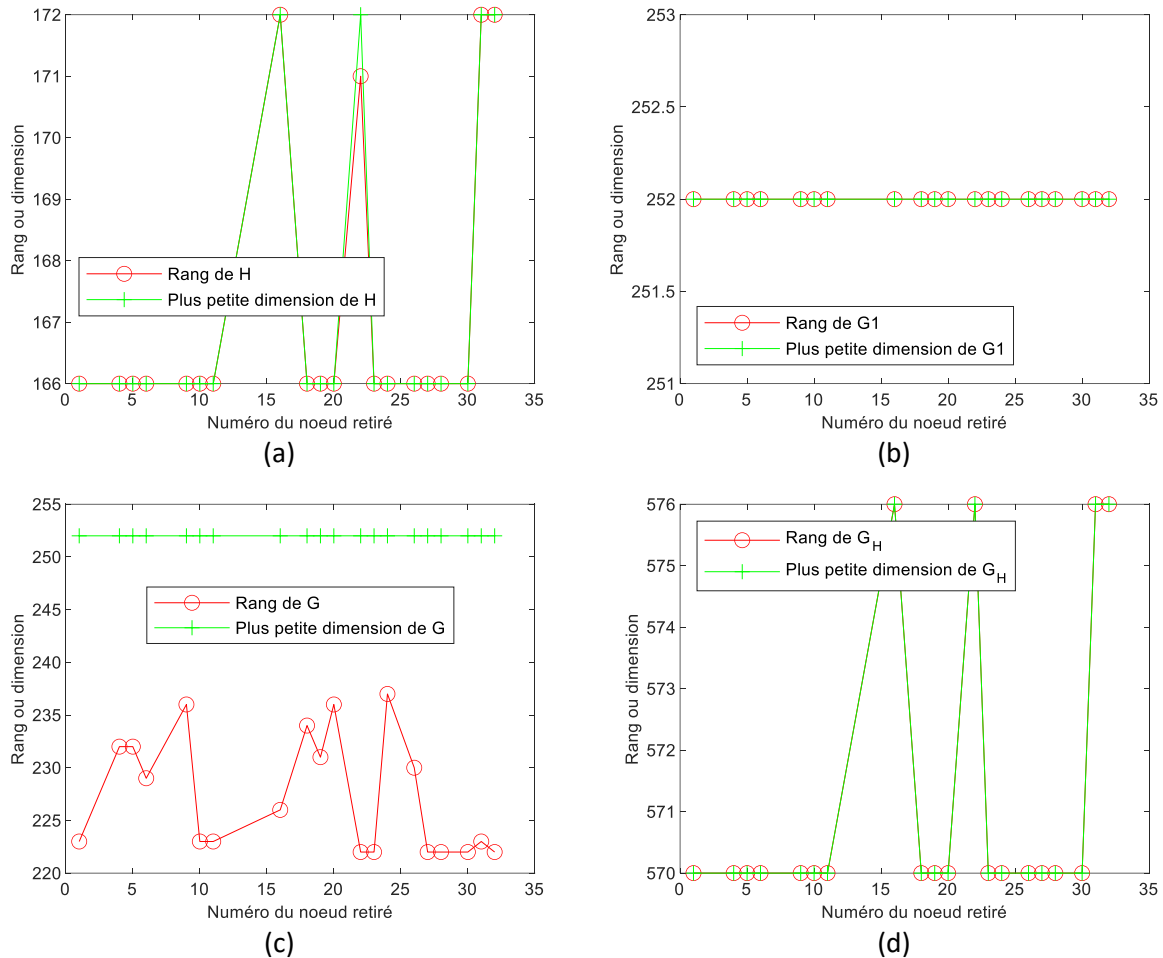 172
171
170
169
168
167
166
Rang ou dimension
Rang de H
Plus petite dimension de H
0 5 10 15 20 25 30 35
Numéro du noeud retiré
(a)
253
252.5
252
251.5
251
Rang ou dimension
Rang de G1
Plus petite dimension de G1
0 5 10 15 20 25 30 35
Numéro du noeud retiré
(b)
255
250
245
240
235
230
225
220
Rang ou dimension
Rang de G
Plus petite dimension de G
0 5 10 15 20 25 30 35
Numéro du noeud retiré
(c)
576
575
574
573
572
571
570
Rang ou dimension
Rang de G_H
Plus petite dimension de G_H
0 5 10 15 20 25 30 35
Numéro du noeud retiré
(d)